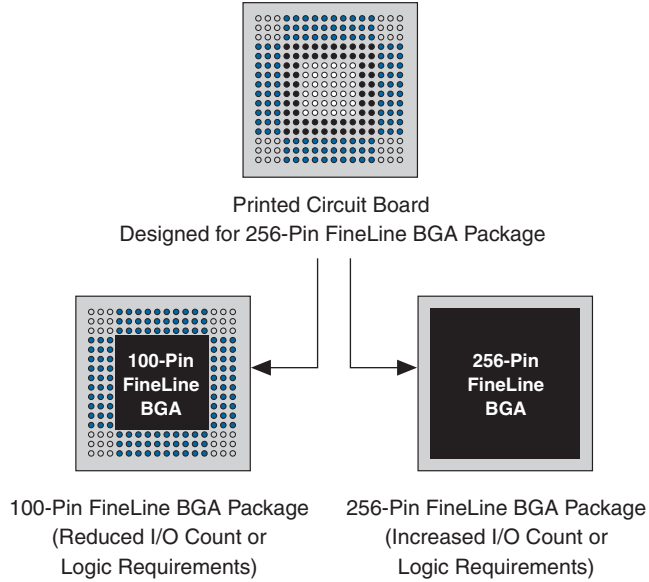 Printed Circuit Board
Designed for 256-Pin FineLine BGA Package
100-Pin
FineLine
BGA
256-Pin
FineLine
BGA
100-Pin FineLine BGA Package
(Reduced I/O Count or
Logic Requirements)
256-Pin FineLine BGA Package
(Increased I/O Count or
Logic Requirements)